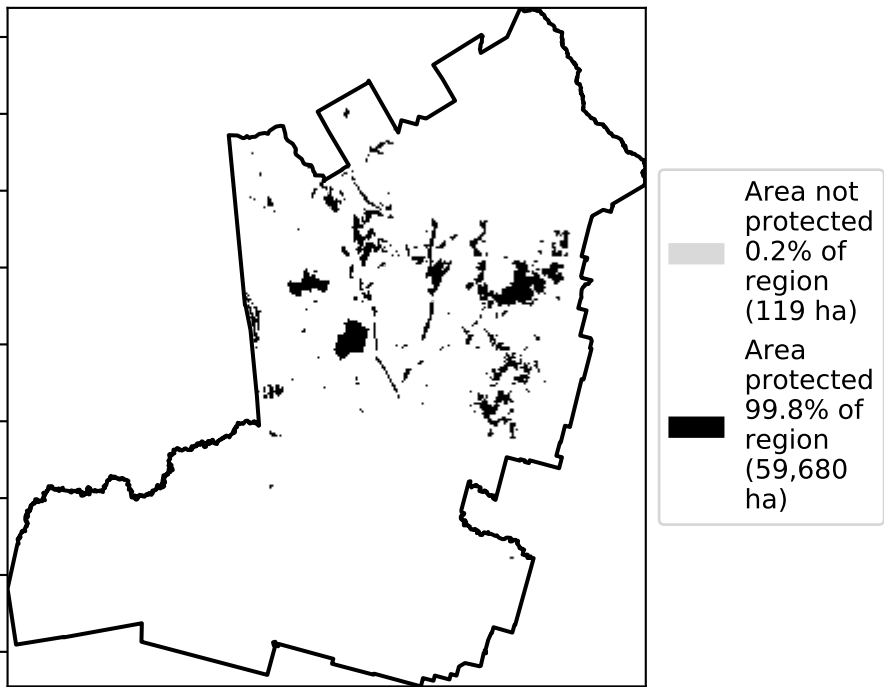 Area not
protected
0.2% of
region
(119 ha)
Area
protected
99.8% of
region
(59,680
ha)